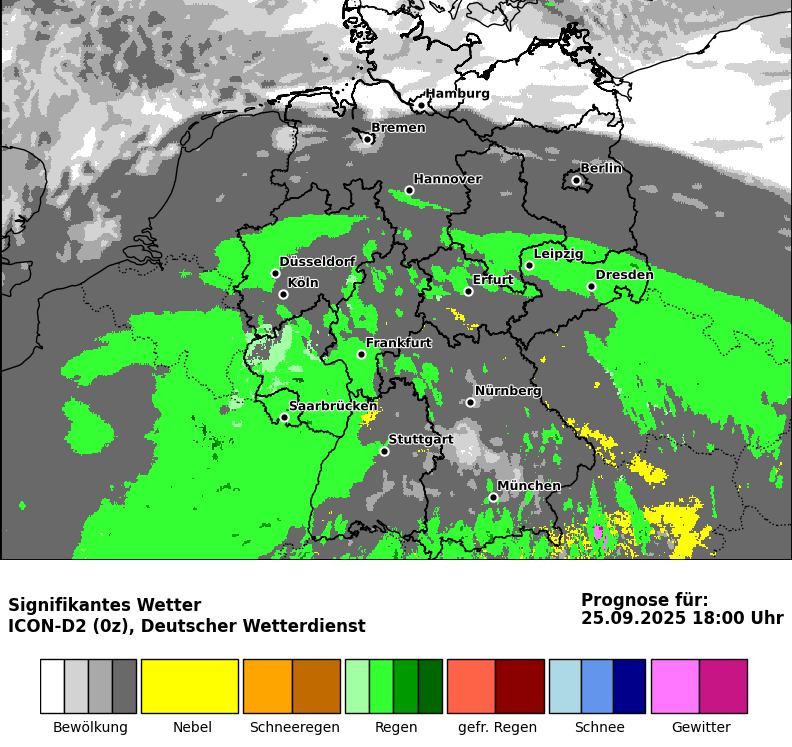 Hamburg
Bremen
Berlin
Hannover
Leipzig
Düsseldorf
Dresden
Köln
Erfurt
Frankfurt
Nürnberg
Saarbrücken
Stuttgart
München
Signifikantes Wetter
ICON-D2 (0z), Deutscher Wetterdienst
Prognose für:
25.09.2025 18:00 Uhr
Bewölkung Nebel Schneeregen Regen gefr. Regen Schnee Gewitter